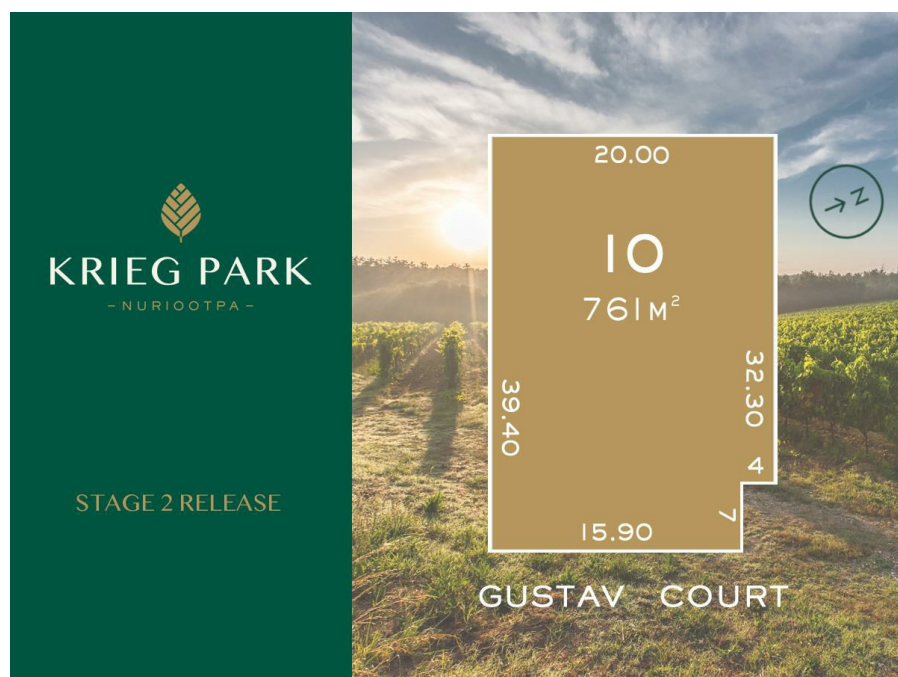 KRIEG PARK
– NURIOOTPA –
STAGE 2 RELEASE
20.00
10
761M²
39.40
32.30
4
7
15.90
GUSTAV COURT
Z